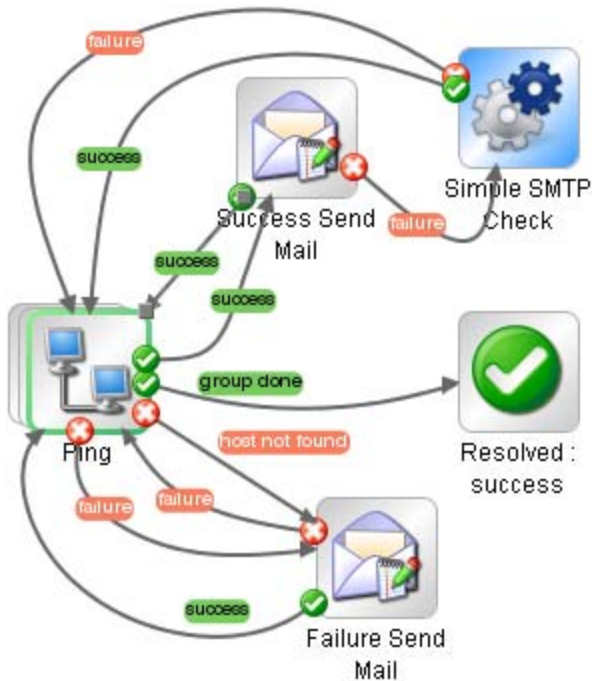 failure
success
Simple SMTP
Check
Success Send
Mail
failure
success
success
group done
Resolved :
success
host not found
Ping
failure
failure
success
Failure Send
Mail